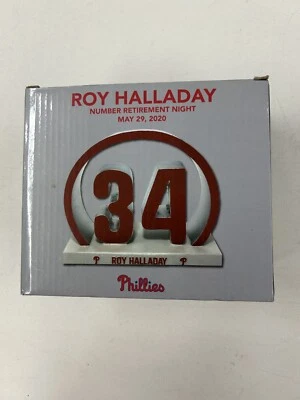 ROY HALLADAY
NUMBER RETIREMENT NIGHT
MAY 29, 2020
34
P ROY HALLADAY P
Phillies